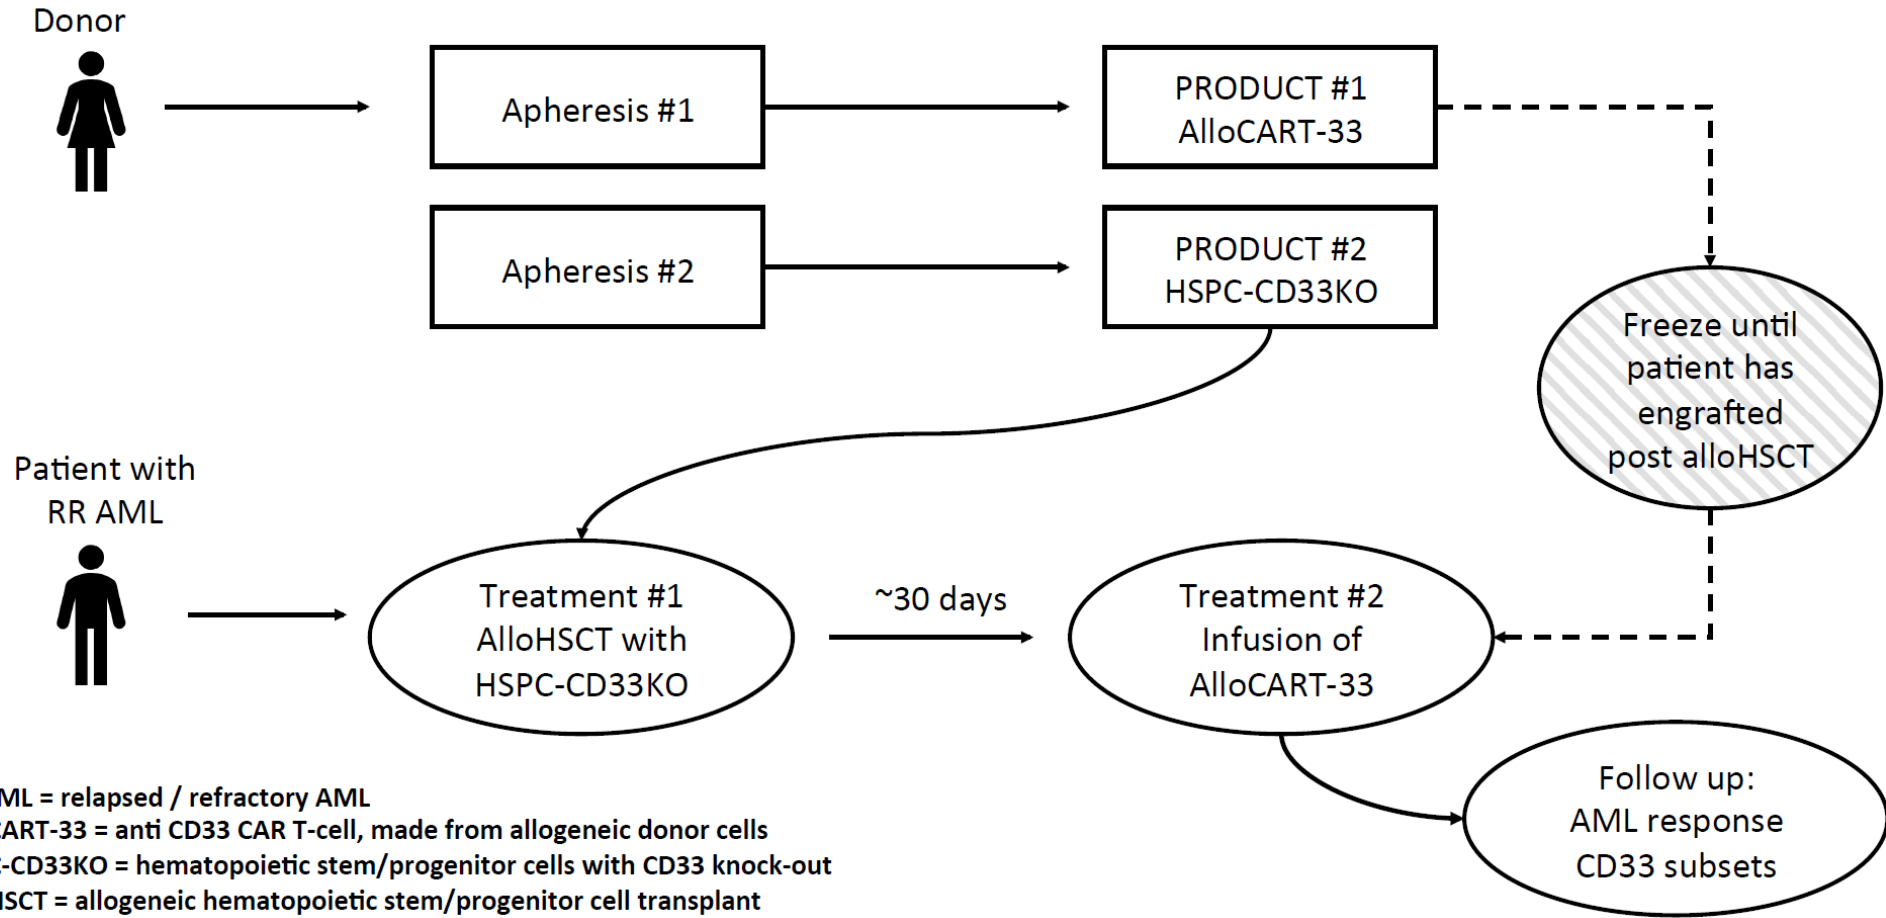 Donor
Apheresis #1
PRODUCT #1
AlloCART-33
Apheresis #2
PRODUCT #2
HSPC-CD33KO
Freeze until
patient has
engrafted
post alloHSCT
Patient with
RR AML
Treatment #1
AlloHSCT with
HSPC-CD33KO
~30 days
Treatment #2
Infusion of
AlloCART-33
Follow up:
AML response
CD33 subsets
ML = relapsed / refractory AML
CART-33 = anti CD33 CAR T-cell, made from allogeneic donor cells
-CD33KO = hematopoietic stem/progenitor cells with CD33 knock-out
HSCT = allogeneic hematopoietic stem/progenitor cell transplant